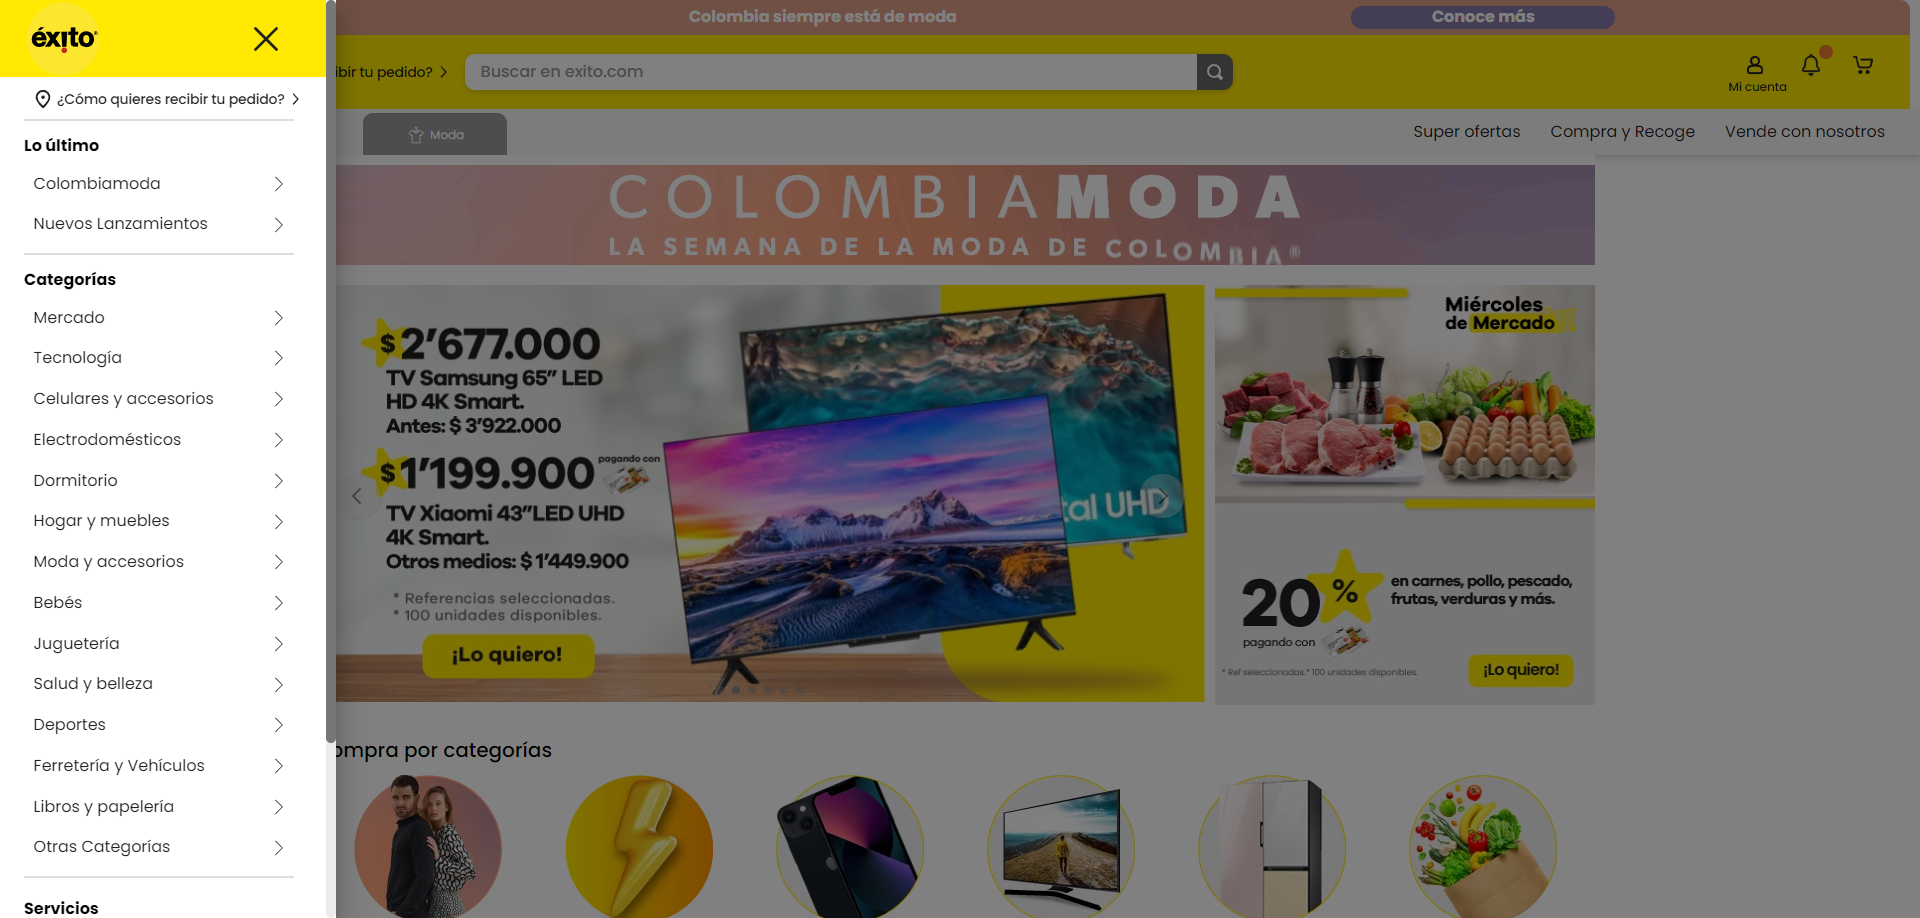 éxito
¿Cómo quieres recibir tu pedido?
Lo último
Colombiamoda
Nuevos Lanzamientos
Categorías
Mercado
Tecnología
Celulares y accesorios
Electrodomésticos
Dormitorio
Hogar y muebles
Moda y accesorios
Bebés
Juguetería
Salud y belleza
Deportes
Ferretería y Vehículos
Libros y papelería
Otras Categorías
Servicios
Colombia siempre está de moda
Conoce más
ibir tu pedido?
Buscar en exito.com
Mi cuenta
Moda
Super ofertas
Compra y Recoge
Vende con nosotros
COLOMBIAMODA
LA SEMANA DE LA MODA DE COLOMBIA®
$2'677.000
TV Samsung 65" LED
HD 4K Smart.
Antes: $ 3'922.000
$1'199.900 pagando con
TV Xiaomi 43"LED UHD
4K Smart.
Otros medios: $ 1'449.900
* Referencias seleccionadas.
* 100 unidades disponibles.
¡Lo quiero!
tal UHD
Miércoles
de Mercado
20%
en carnes, pollo, pescado,
frutas, verduras y más.
pagando con
* Ref seleccionadas.* 100 unidades disponibles.
¡Lo quiero!
ompra por categorías